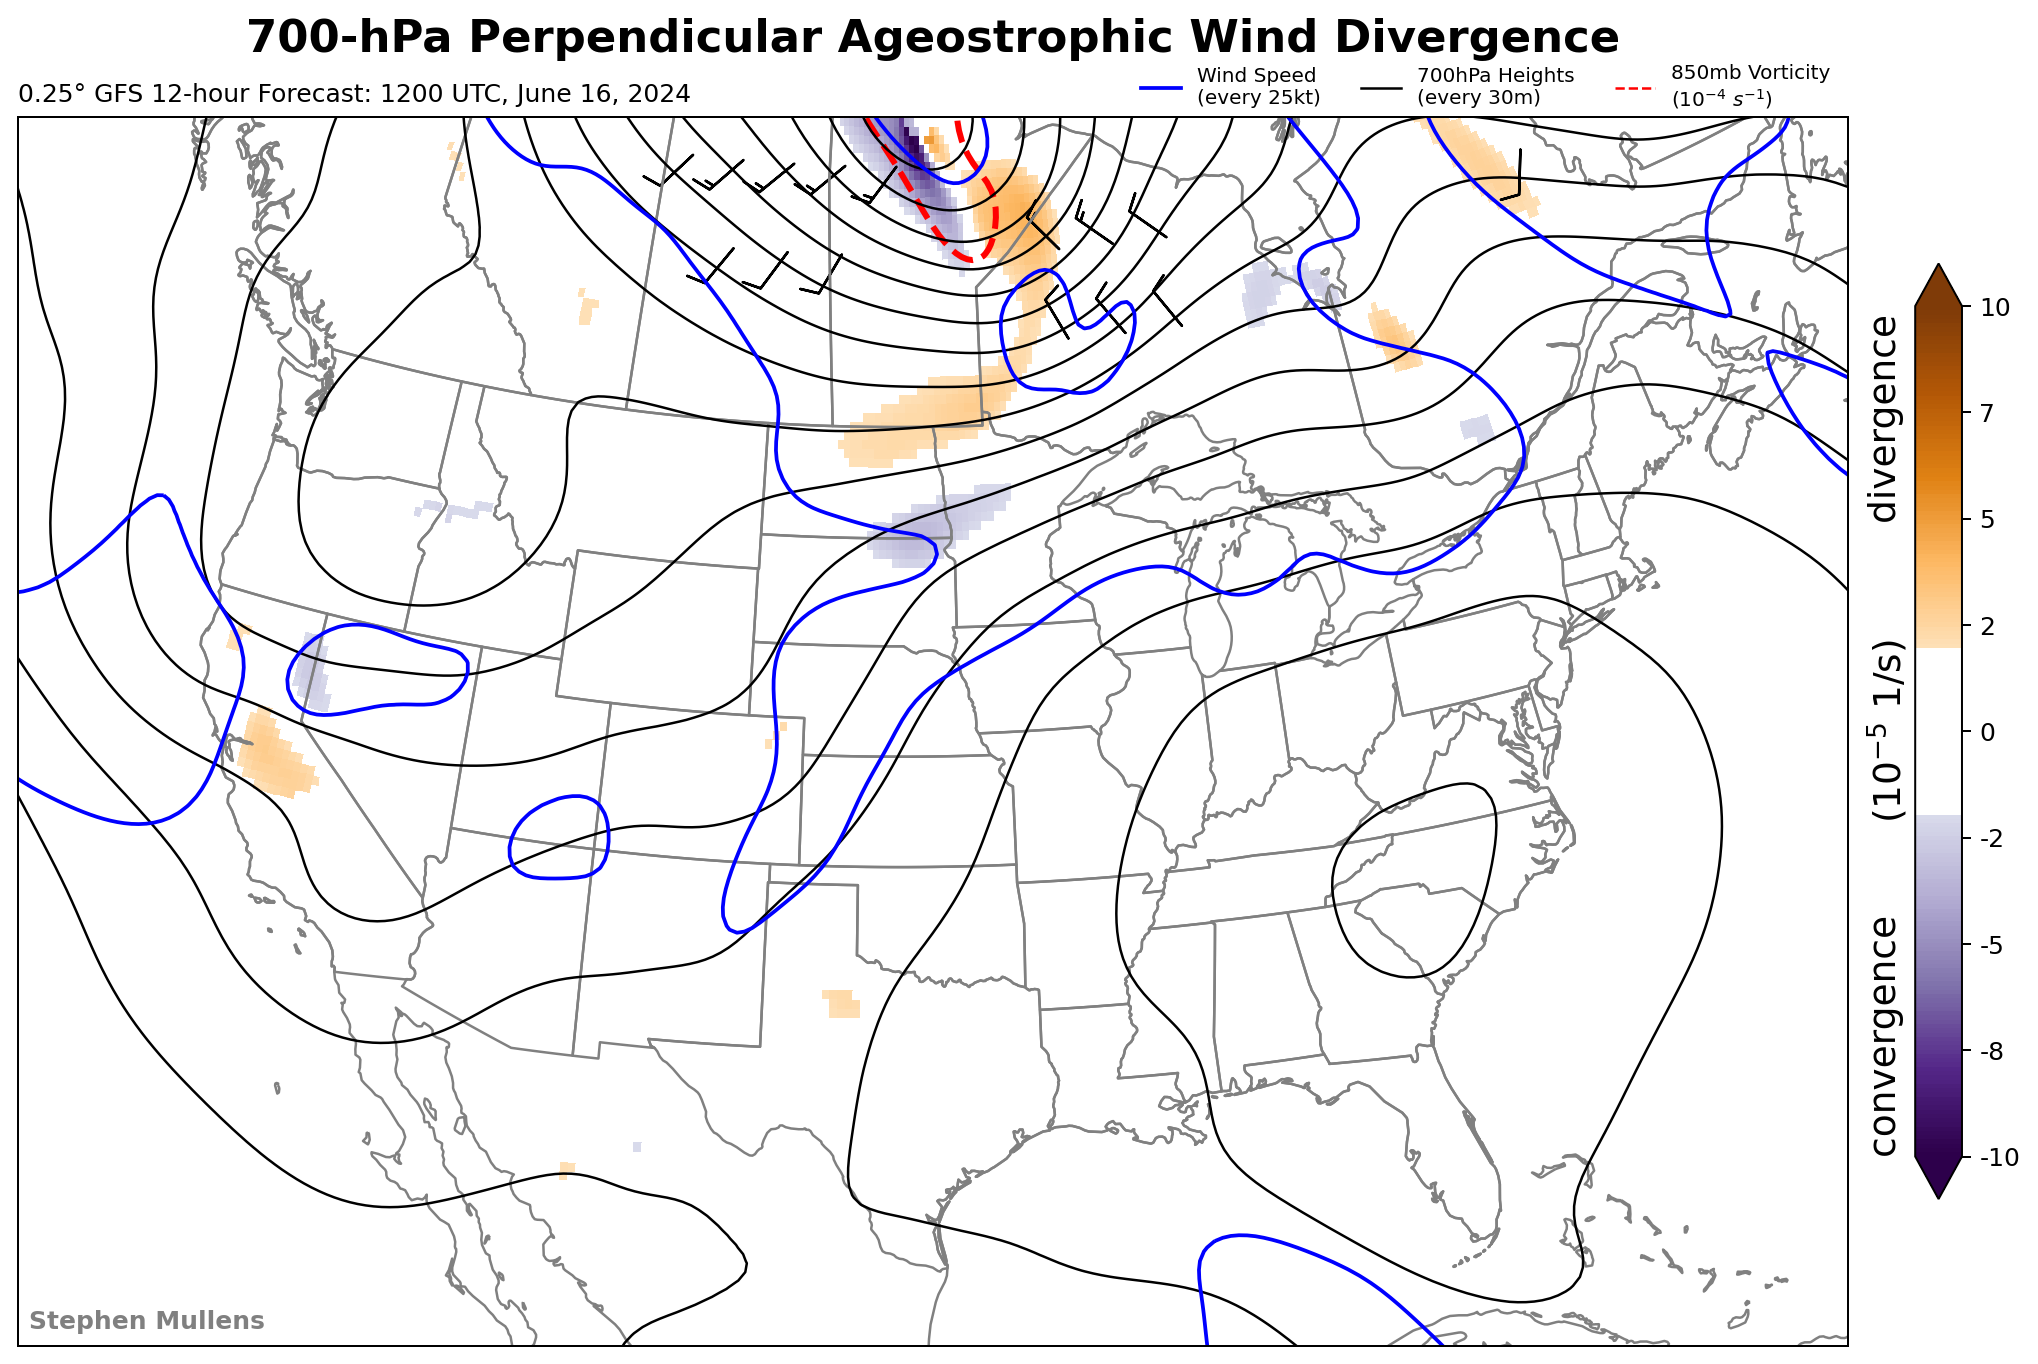 700-hPa Perpendicular Ageostrophic Wind Divergence
0.25° GFS 12-hour Forecast: 1200 UTC, June 16, 2024
Wind Speed
(every 25kt)
700hPa Heights
(every 30m)
850mb Vorticity
(10⁻⁴ s⁻¹)
10
7
5
2
0
-2
-5
-8
-10
convergence (10⁻⁵ 1/s) divergence
Stephen Mullens